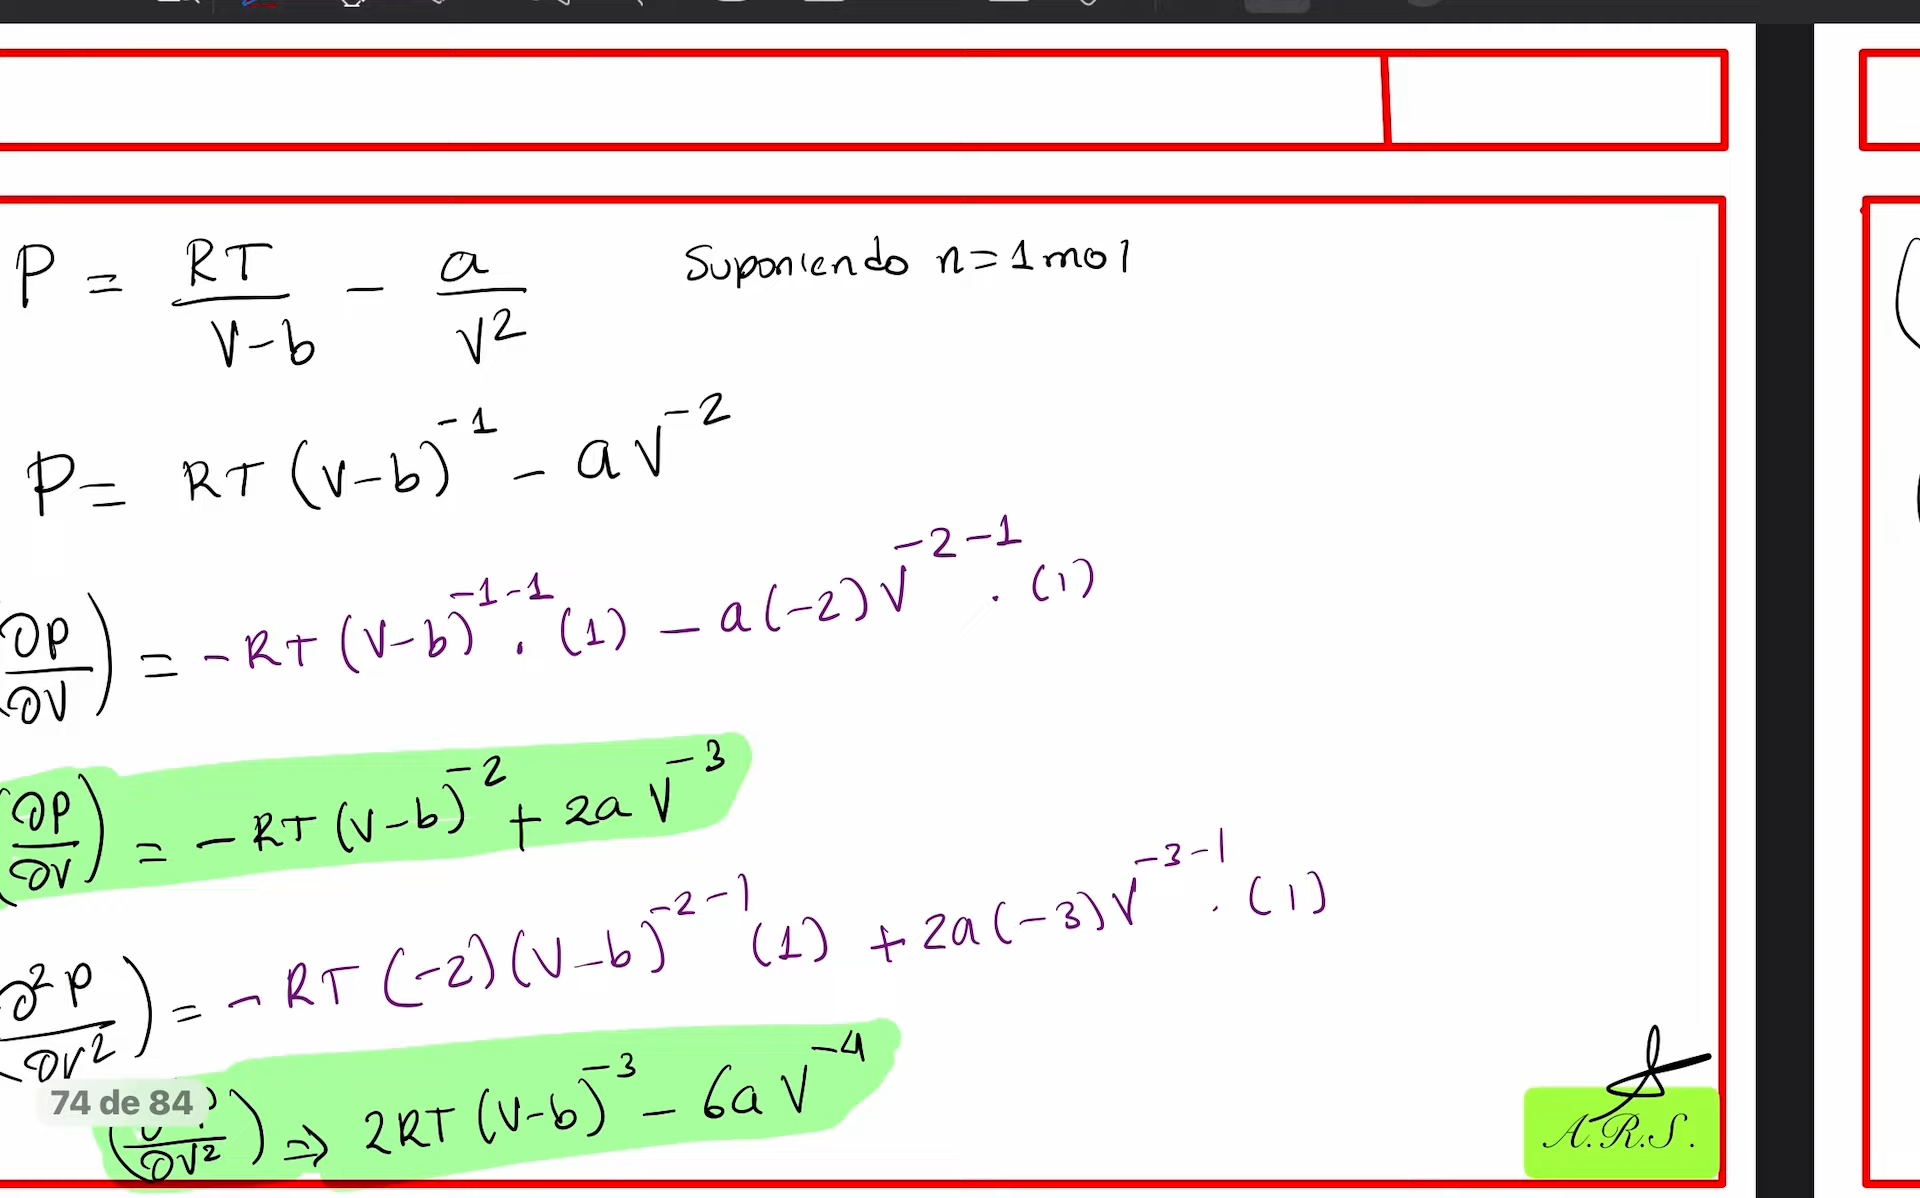 P = RT/(V-b) - a/V² Suponiendo n=1mol
P= RT (V-b)⁻¹ - aV⁻²
(∂P/∂V) = -RT (V-b)⁻¹⁻¹ . (1) - a(-2)V⁻²⁻¹ . (1)
(∂P/∂V) = -RT (V-b)⁻² + 2aV⁻³
∂²P/∂V²) = -RT (-2)(V-b)⁻²⁻¹ (1) + 2a(-3)V⁻³⁻¹ . (1)
74 de 84
∂V²) => 2RT (V-b)⁻³ - 6aV⁻⁴
A.R.S.